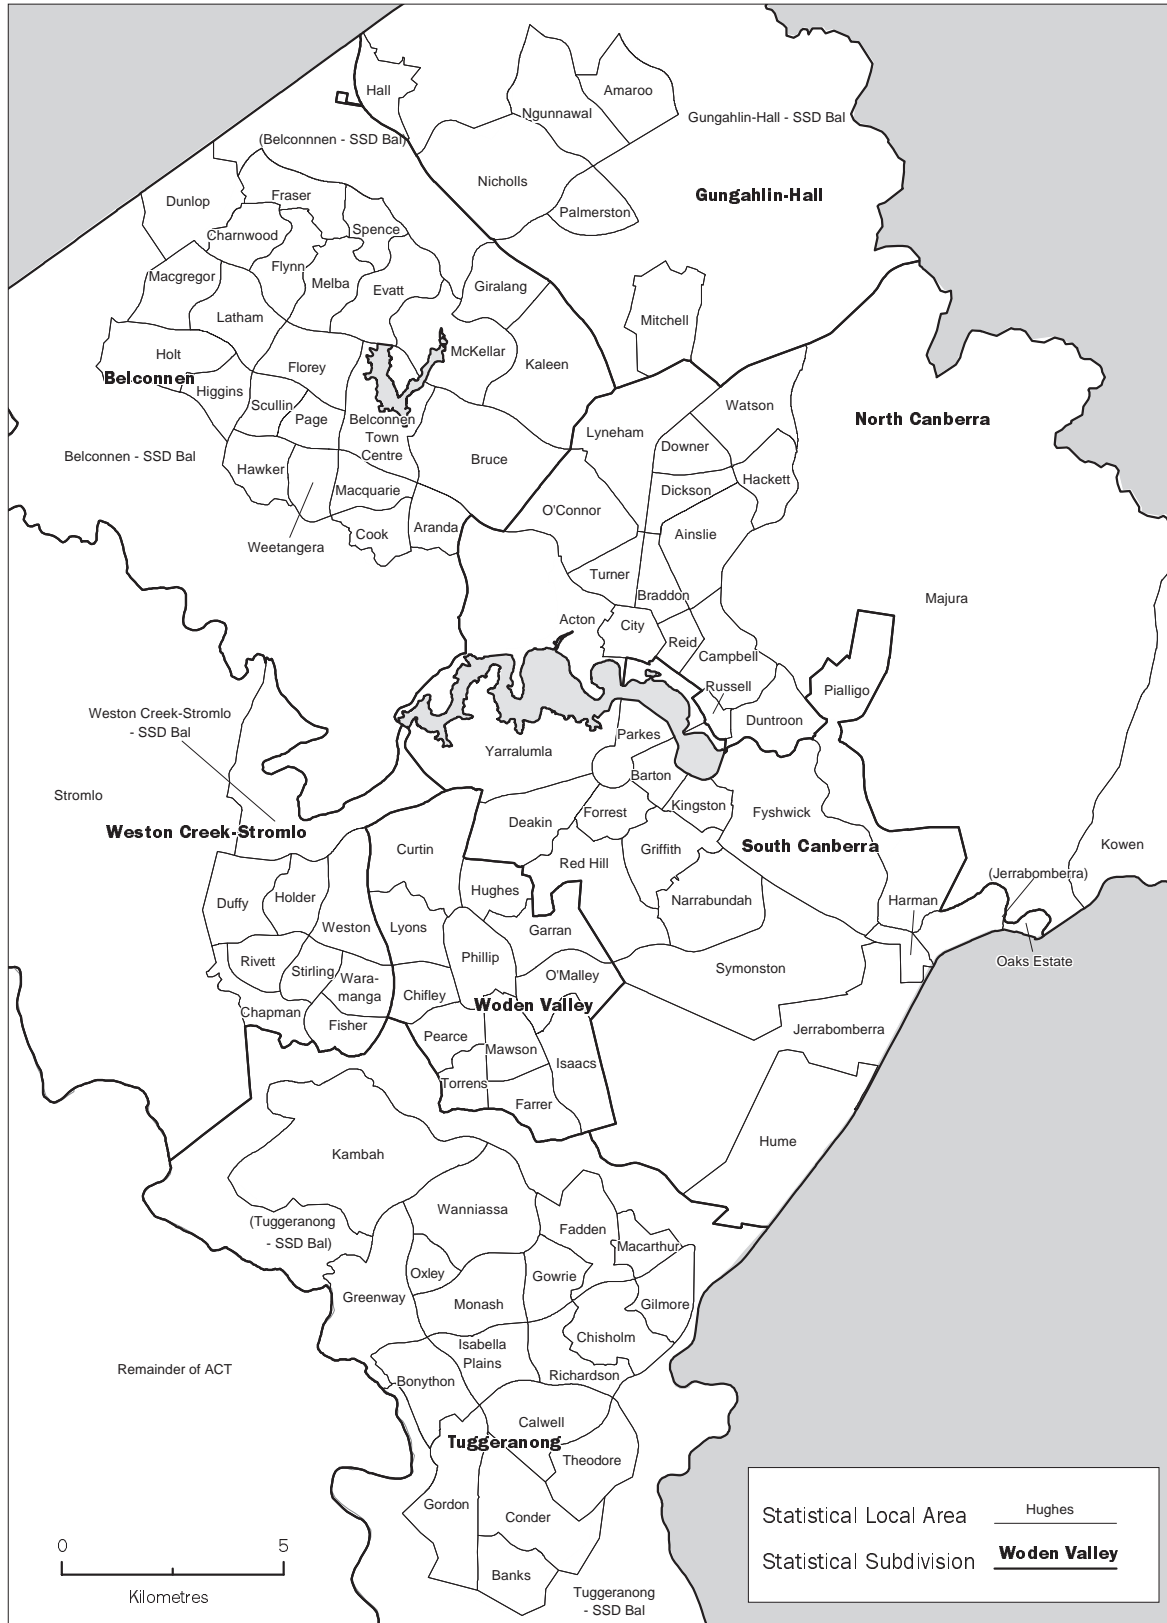 Hall
Amaroo
Ngunnawal
Gungahlin-Hall - SSD Bal
(Belconnnen - SSD Bal)
Nicholls
Gungahlin-Hall
Palmerston
Dunlop
Fraser
Charnwood
Spence
Macgregor
Flynn
Melba
Evatt
Giralang
Latham
Mitchell
Holt
Belconnen
Higgins
Florey
McKellar
Kaleen
Scullin
Page
Belconnen
Town
Centre
Watson
North Canberra
Lyneham
Downer
Belconnen - SSD Bal
Hawker
Bruce
Macquarie
Dickson
Hackett
O'Connor
Weetangera
Cook
Aranda
Ainslie
Turner
Braddon
Majura
Acton
City
Reid
Campbell
Russell
Pialligo
Duntroon
Weston Creek-Stromlo
- SSD Bal
Yarralumla
Parkes
Barton
Stromlo
Weston Creek-Stromlo
Deakin
Forrest
Kingston
Fyshwick
Curtin
Red Hill
Griffith
South Canberra
Kowen
(Jerrabomberra)
Duffy
Holder
Hughes
Narrabundah
Harman
Weston
Lyons
Garran
Rivett
Stirling
Phillip
Oaks Estate
Wara-
manga
O'Malley
Symonston
Chifley
Woden Valley
Chapman
Fisher
Pearce
Mawson
Jerrabomberra
Isaacs
Torrens
Farrer
Hume
Kambah
Wanniassa
(Tuggeranong
- SSD Bal)
Fadden
Macarthur
Oxley
Gowrie
Greenway
Monash
Gilmore
Isabella
Plains
Chisholm
Remainder of ACT
Bonython
Richardson
Calwell
Tuggeranong
Theodore
Gordon
Conder
Banks
Tuggeranong
- SSD Bal
0
5
Kilometres
Statistical Local Area
Hughes
Statistical Subdivision
Woden Valley